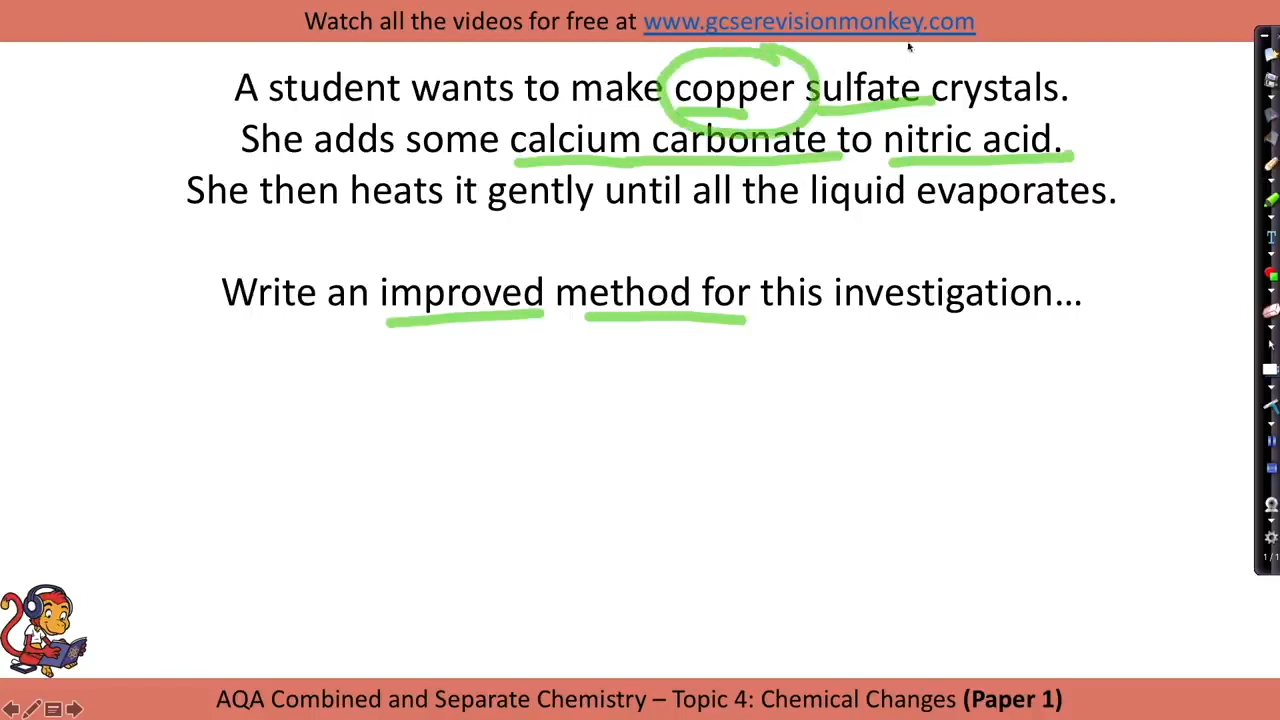 Watch all the videos for free at www.gcserevisionmonkey.com
A student wants to make copper sulfate crystals.
She adds some calcium carbonate to nitric acid.
She then heats it gently until all the liquid evaporates.
Write an improved method for this investigation...
1/1
AQA Combined and Separate Chemistry – Topic 4: Chemical Changes (Paper 1)